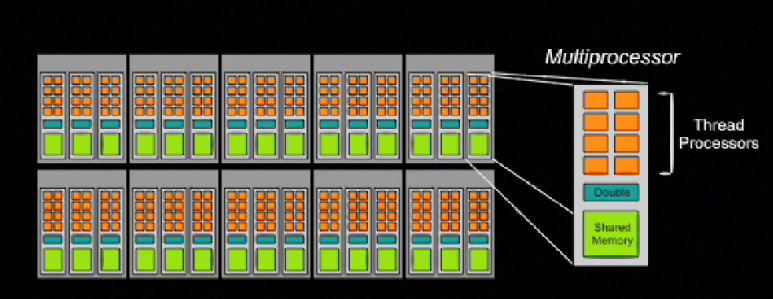 Multiprocessor
Thread
Processors
Double
Shared
Memory